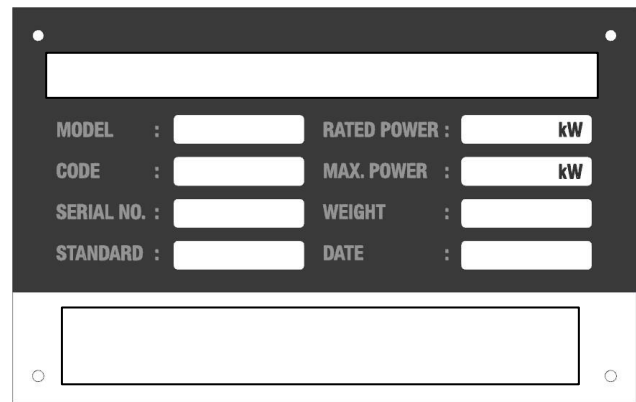 MODEL : RATED POWER : kW
CODE : MAX. POWER : kW
SERIAL NO. : WEIGHT :
STANDARD : DATE :